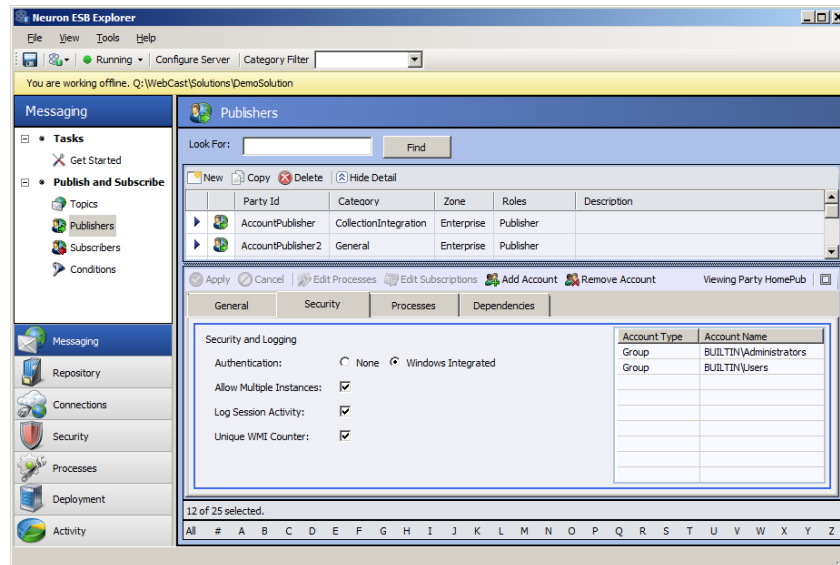 Neuron ESB Explorer
File View Tools Help
Running Configure Server Category Filter
You are working offline. Q:\WebCast\Solutions\DemoSolution
Messaging
Tasks
Get Started
Publish and Subscribe
Topics
Publishers
Subscribers
Conditions
Messaging
Repository
Connections
Security
Processes
Deployment
Activity
Publishers
Look For: Find
New Copy Delete Hide Detail
Party Id Category Zone Roles Description
AccountPublisher CollectionIntegration Enterprise Publisher
AccountPublisher2 General Enterprise Publisher
Apply Cancel Edit Processes Edit Subscriptions Add Account Remove Account Viewing Party HomePub
General Security Processes Dependencies
Security and Logging
Authentication: None Windows Integrated
Allow Multiple Instances:
Log Session Activity:
Unique WMI Counter:
Account Type Account Name
Group BUILTIN\Administrators
Group BUILTIN\Users
12 of 25 selected.
All # A B C D E F G H I J K L M N O P Q R S T U V W X Y Z